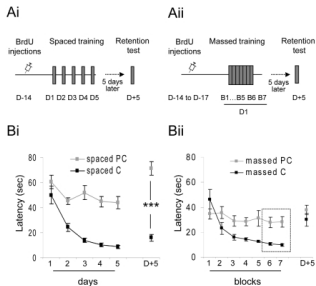 Ai
BrdU injections
Spaced training
Retention test
5 days later
D-14
D1 D2 D3 D4 D5
D+5
Aii
BrdU injections
Massed training
Retention test
5 days later
D-14 to D-17
B1...B5 B6 B7
D+5
D1
Bi
spaced PC
spaced C
Latency (sec)
80
60
40
20
0
***
1 2 3 4 5 D+5
days
Bii
massed PC
massed C
Latency (sec)
80
60
40
20
0
1 2 3 4 5 6 7 D+5
blocks